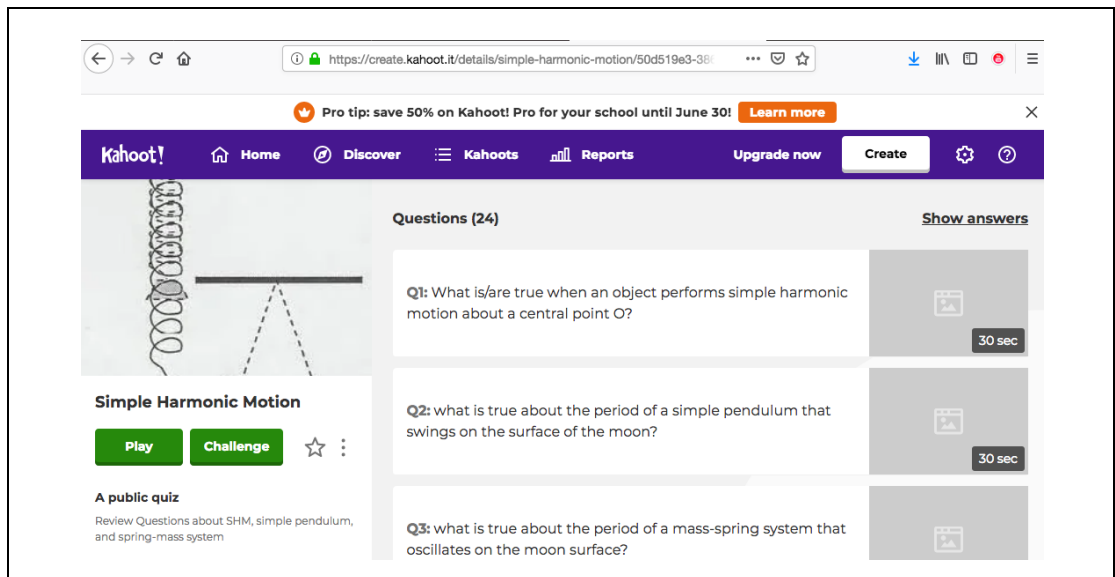 https://create.kahoot.it/details/simple-harmonic-motion/50d519e3-38
Pro tip: save 50% on Kahoot! Pro for your school until June 30! Learn more
Kahoot! Home Discover Kahoots Reports Upgrade now Create
Questions (24) Show answers
Q1: What is/are true when an object performs simple harmonic
motion about a central point O?
30 sec
Simple Harmonic Motion
Play Challenge
Q2: what is true about the period of a simple pendulum that
swings on the surface of the moon?
30 sec
A public quiz
Review Questions about SHM, simple pendulum,
and spring-mass system
Q3: what is true about the period of a mass-spring system that
oscillates on the moon surface?